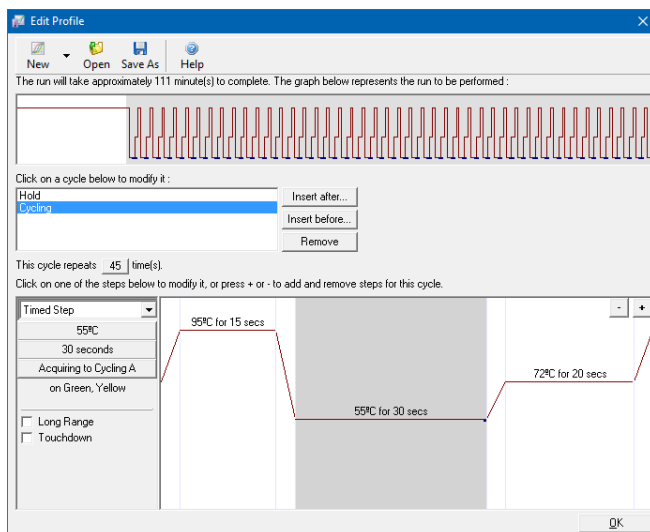 Edit Profile
New Open Save As Help
The run will take approximately 111 minute(s) to complete. The graph below represents the run to be performed :
Click on a cycle below to modify it :
Hold
Cycling
Insert after...
Insert before...
Remove
This cycle repeats 45 time(s).
Click on one of the steps below to modify it, or press + or - to add and remove steps for this cycle.
Timed Step
55ºC
30 seconds
Acquiring to Cycling A
on Green, Yellow
Long Range
Touchdown
- +
95ºC for 15 secs
72ºC for 20 secs
55ºC for 30 secs
OK